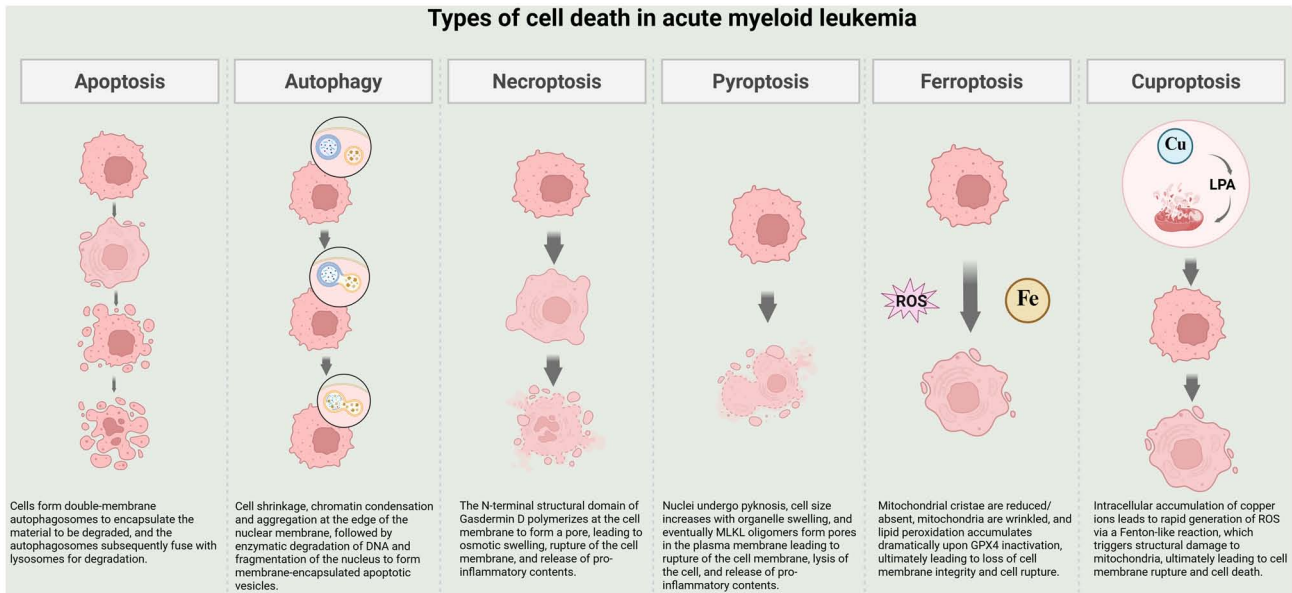 Types of cell death in acute myeloid leukemia
Apoptosis
Cells form double-membrane
autophagosomes to encapsulate the
material to be degraded, and the
autophagosomes subsequently fuse with
lysosomes for degradation.
Autophagy
Cell shrinkage, chromatin condensation
and aggregation at the edge of the
nuclear membrane, followed by
enzymatic degradation of DNA and
fragmentation of the nucleus to form
membrane-encapsulated apoptotic
vesicles.
Necroptosis
The N-terminal structural domain of
Gasdermin D polymerizes at the cell
membrane to form a pore, leading to
osmotic swelling, rupture of the cell
membrane, and release of pro-
inflammatory contents.
Pyroptosis
Nuclei undergo pyknosis, cell size
increases with organelle swelling, and
eventually MLKL oligomers form pores
in the plasma membrane leading to
rupture of the cell membrane, lysis of
the cell, and release of pro-
inflammatory contents.
Ferroptosis
ROS
Fe
Mitochondrial cristae are reduced/
absent, mitochondria are wrinkled, and
lipid peroxidation accumulates
dramatically upon GPX4 inactivation,
ultimately leading to loss of cell
membrane integrity and cell rupture.
Cuproptosis
Cu
LPA
Intracellular accumulation of copper
ions leads to rapid generation of ROS
via a Fenton-like reaction, which
triggers structural damage to
mitochondria, ultimately leading to cell
membrane rupture and cell death.